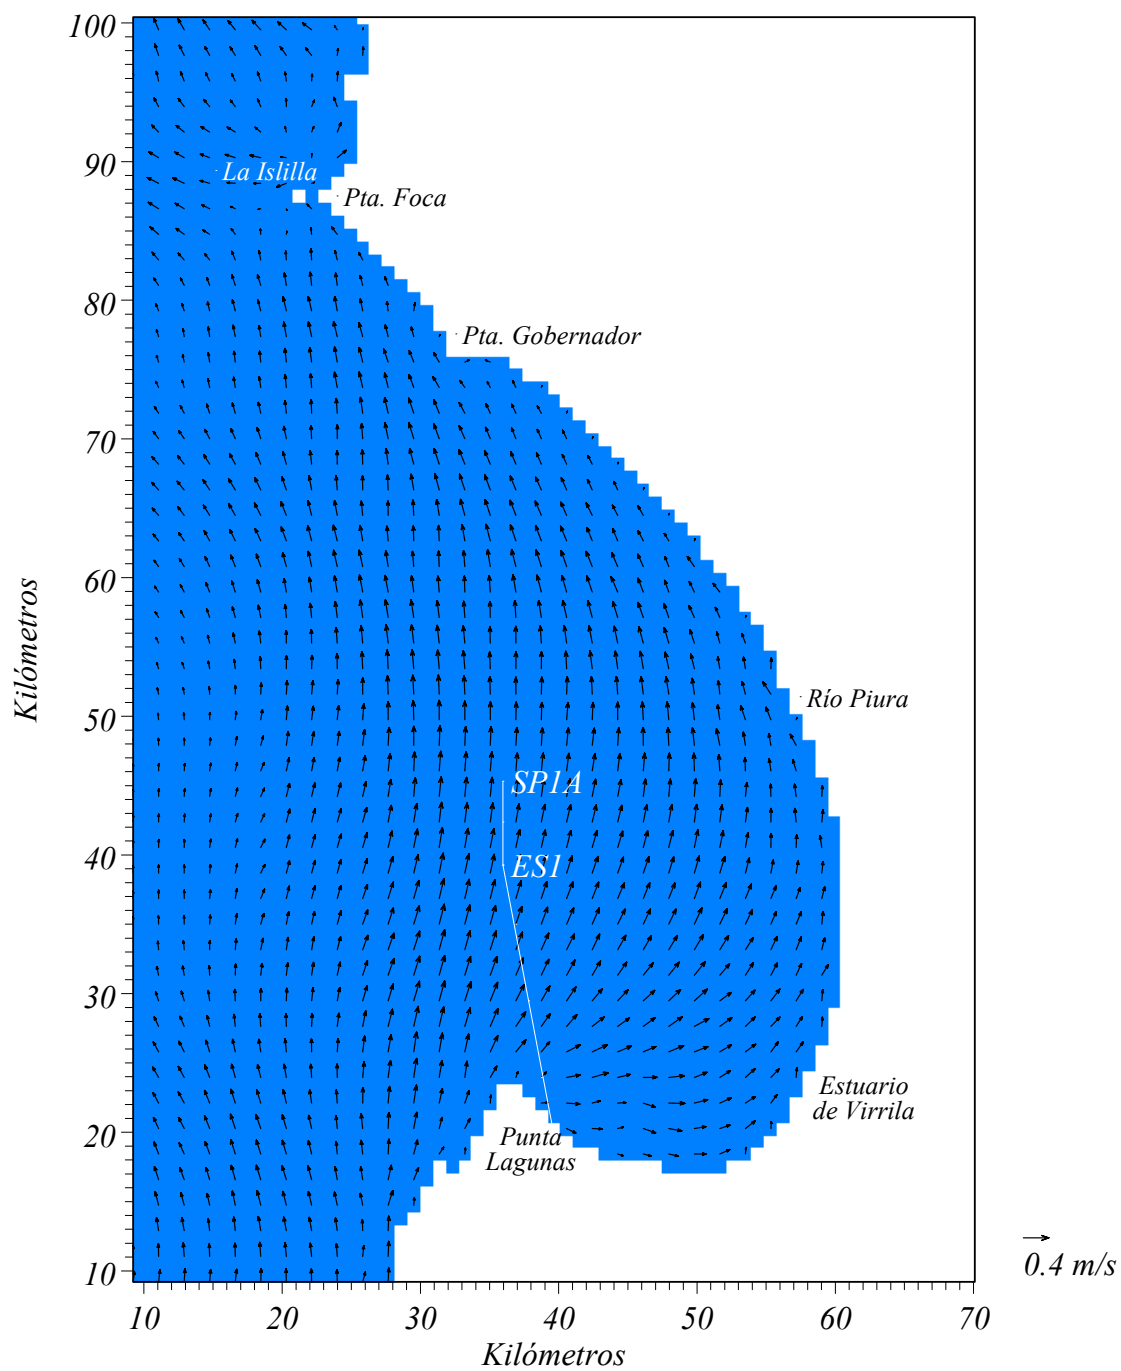 100
90
La Islilla
Pta. Foca
80
Pta. Gobernador
70
60
Kilómetros
Río Piura
50
SP1A
40
ES1
30
Estuario
de Virrila
20
Punta
Lagunas
10
0.4 m/s
10 20 30 40 50 60 70
Kilómetros